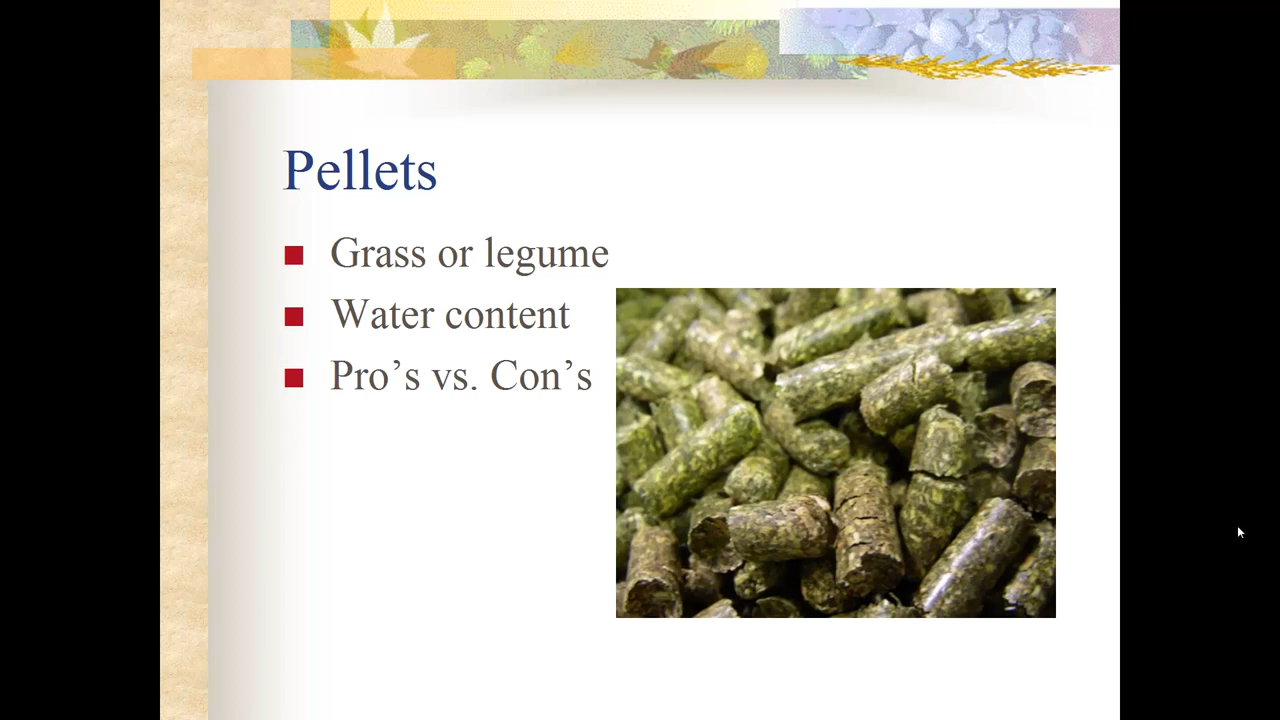 Pellets
Grass or legume
Water content
Pro’s vs. Con’s